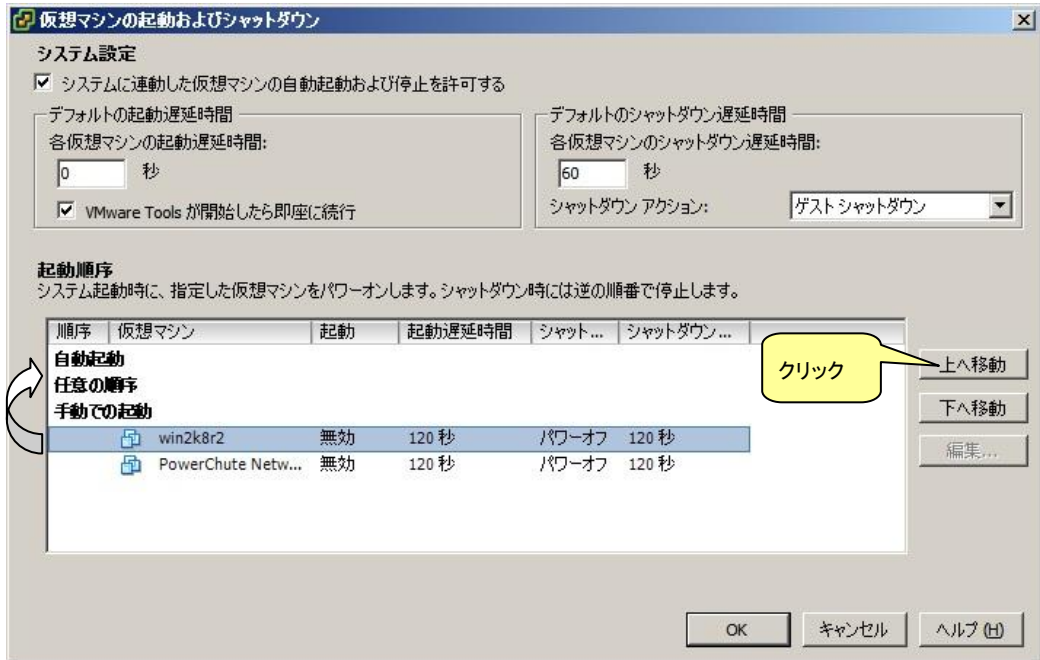 仮想マシンの起動およびシャットダウン
システム設定
システムに連動した仮想マシンの自動起動および停止を許可する
デフォルトの起動遅延時間
各仮想マシンの起動遅延時間:
0 秒
VMware Tools が開始したら即座に続行
デフォルトのシャットダウン遅延時間
各仮想マシンのシャットダウン遅延時間:
60 秒
シャットダウン アクション: ゲスト シャットダウン
起動順序
システム起動時に、指定した仮想マシンをパワーオンします。シャットダウン時には逆の順番で停止します。
順序 仮想マシン 起動 起動遅延時間 シャット... シャットダウン...
自動起動
任意の順序
手動での起動
win2k8r2 無効 120 秒 パワーオフ 120 秒
PowerChute Netw... 無効 120 秒 パワーオフ 120 秒
クリック
上へ移動
下へ移動
編集...
OK キャンセル ヘルプ (H)